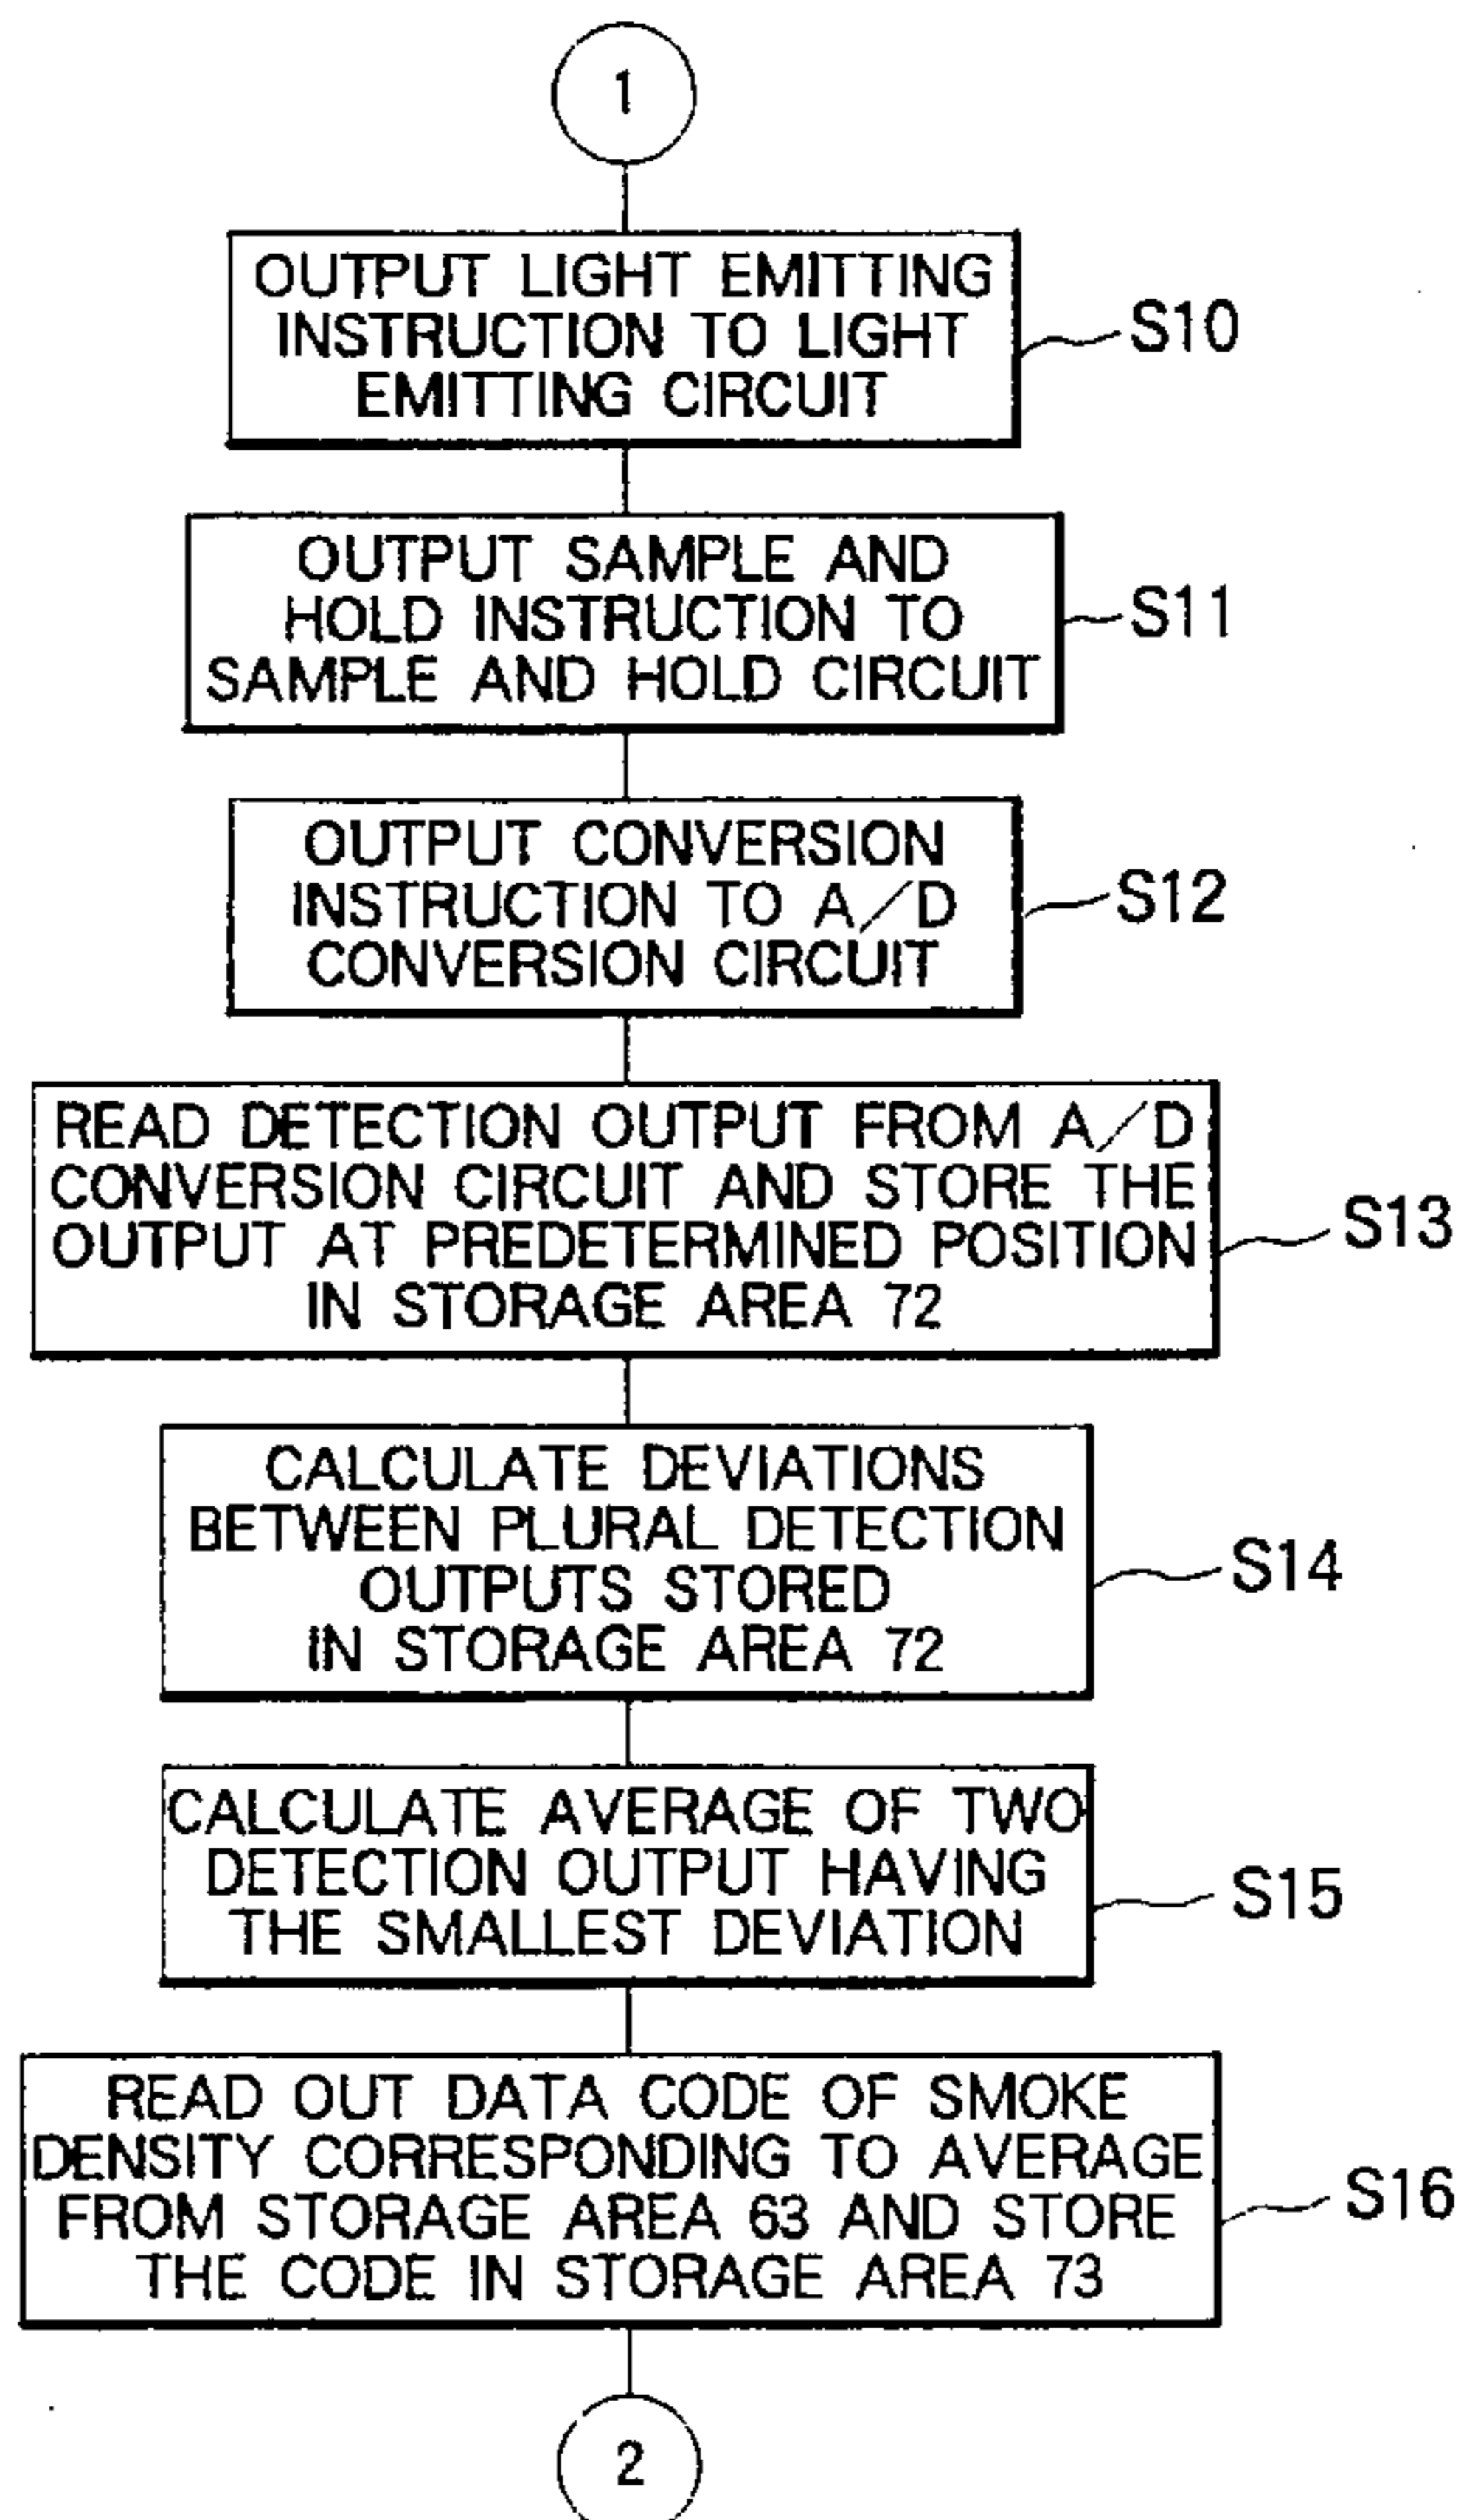 1
OUTPUT LIGHT EMITTING
INSTRUCTION TO LIGHT
EMITTING CIRCUIT
S10
OUTPUT SAMPLE AND
HOLD INSTRUCTION TO
SAMPLE AND HOLD CIRCUIT
S11
OUTPUT CONVERSION
INSTRUCTION TO A/D
CONVERSION CIRCUIT
S12
READ DETECTION OUTPUT FROM A/D
CONVERSION CIRCUIT AND STORE THE
OUTPUT AT PREDETERMINED POSITION
IN STORAGE AREA 72
S13
CALCULATE DEVIATIONS
BETWEEN PLURAL DETECTION
OUTPUTS STORED
IN STORAGE AREA 72
S14
CALCULATE AVERAGE OF TWO
DETECTION OUTPUT HAVING
THE SMALLEST DEVIATION
S15
READ OUT DATA CODE OF SMOKE
DENSITY CORRESPONDING TO AVERAGE
FROM STORAGE AREA 63 AND STORE
THE CODE IN STORAGE AREA 73
S16
2